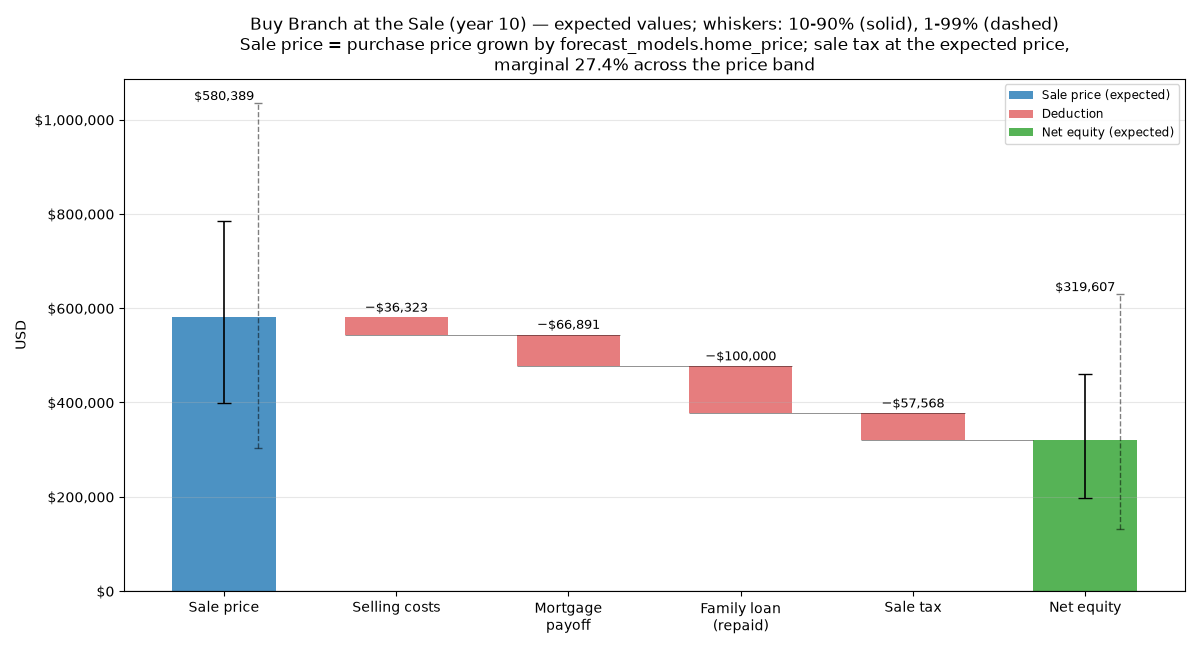 Buy Branch at the Sale (year 10) — expected values; whiskers: 10-90% (solid), 1-99% (dashed)
Sale price = purchase price grown by forecast_models.home_price; sale tax at the expected price,
marginal 27.4% across the price band
Sale price (expected)
Deduction
Net equity (expected)
USD
$1,000,000
$800,000
$600,000
$400,000
$200,000
$0
$580,389
−$36,323
−$66,891
−$100,000
−$57,568
$319,607
Sale price
Selling costs
Mortgage
payoff
Family loan
(repaid)
Sale tax
Net equity